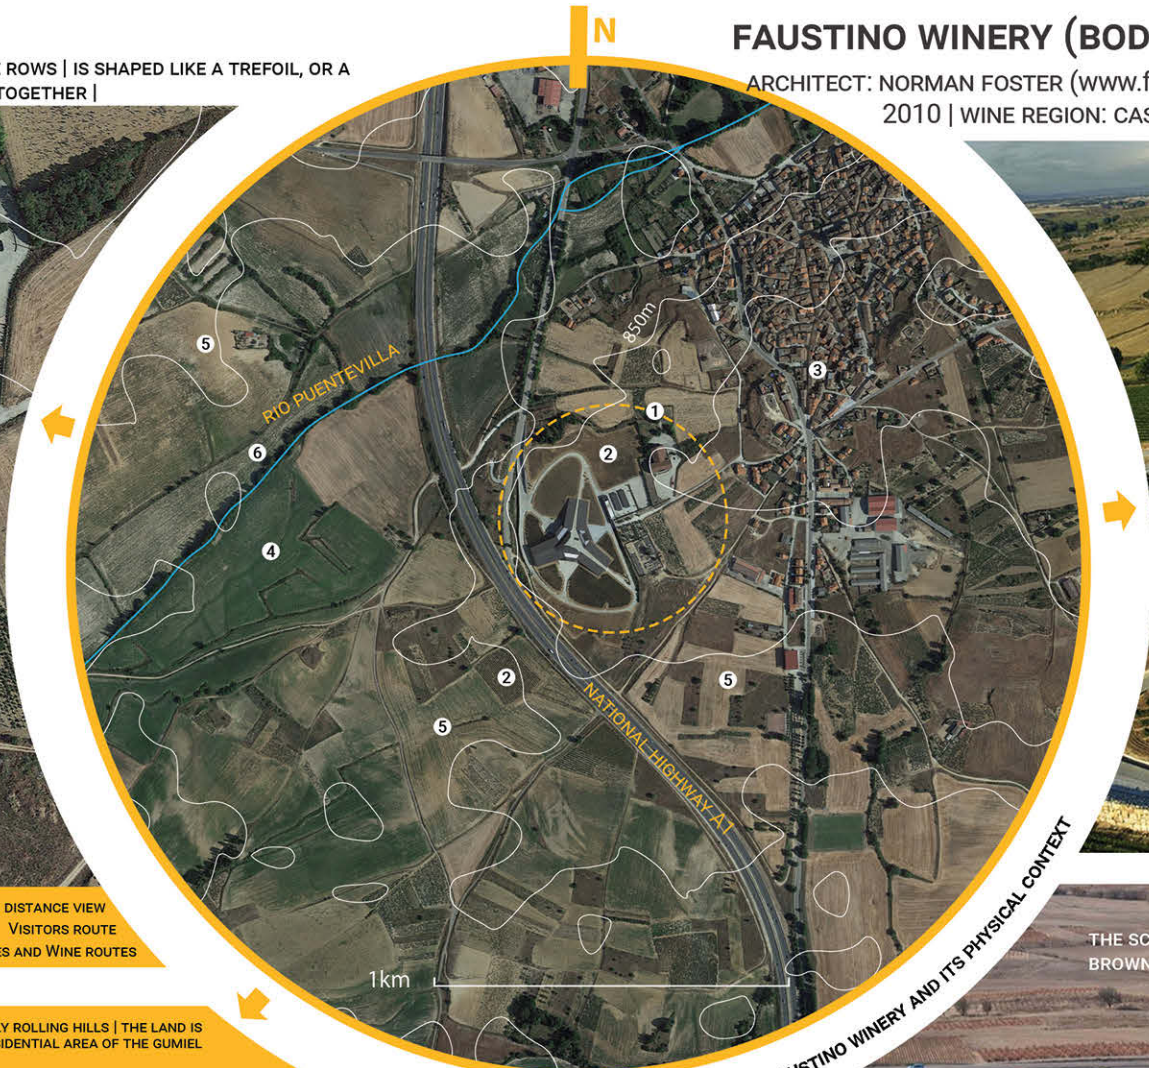 N
FAUSTINO WINERY (BOD
ARCHITECT: NORMAN FOSTER (www.f
2010 | WINE REGION: CAS
ROWS | IS SHAPED LIKE A TREFOIL, OR A
TOGETHER |
850m
5
RIO PUENTEVILLA
3
1
2
6
4
2
5
5
NATIONAL HIGHWAY A1
1km
DISTANCE VIEW
VISITORS ROUTE
ES AND WINE ROUTES
Y ROLLING HILLS | THE LAND IS
IDENTIAL AREA OF THE GUMIEL
USTINO WINERY AND ITS PHYSICAL CONTEXT
THE SC
BROWN